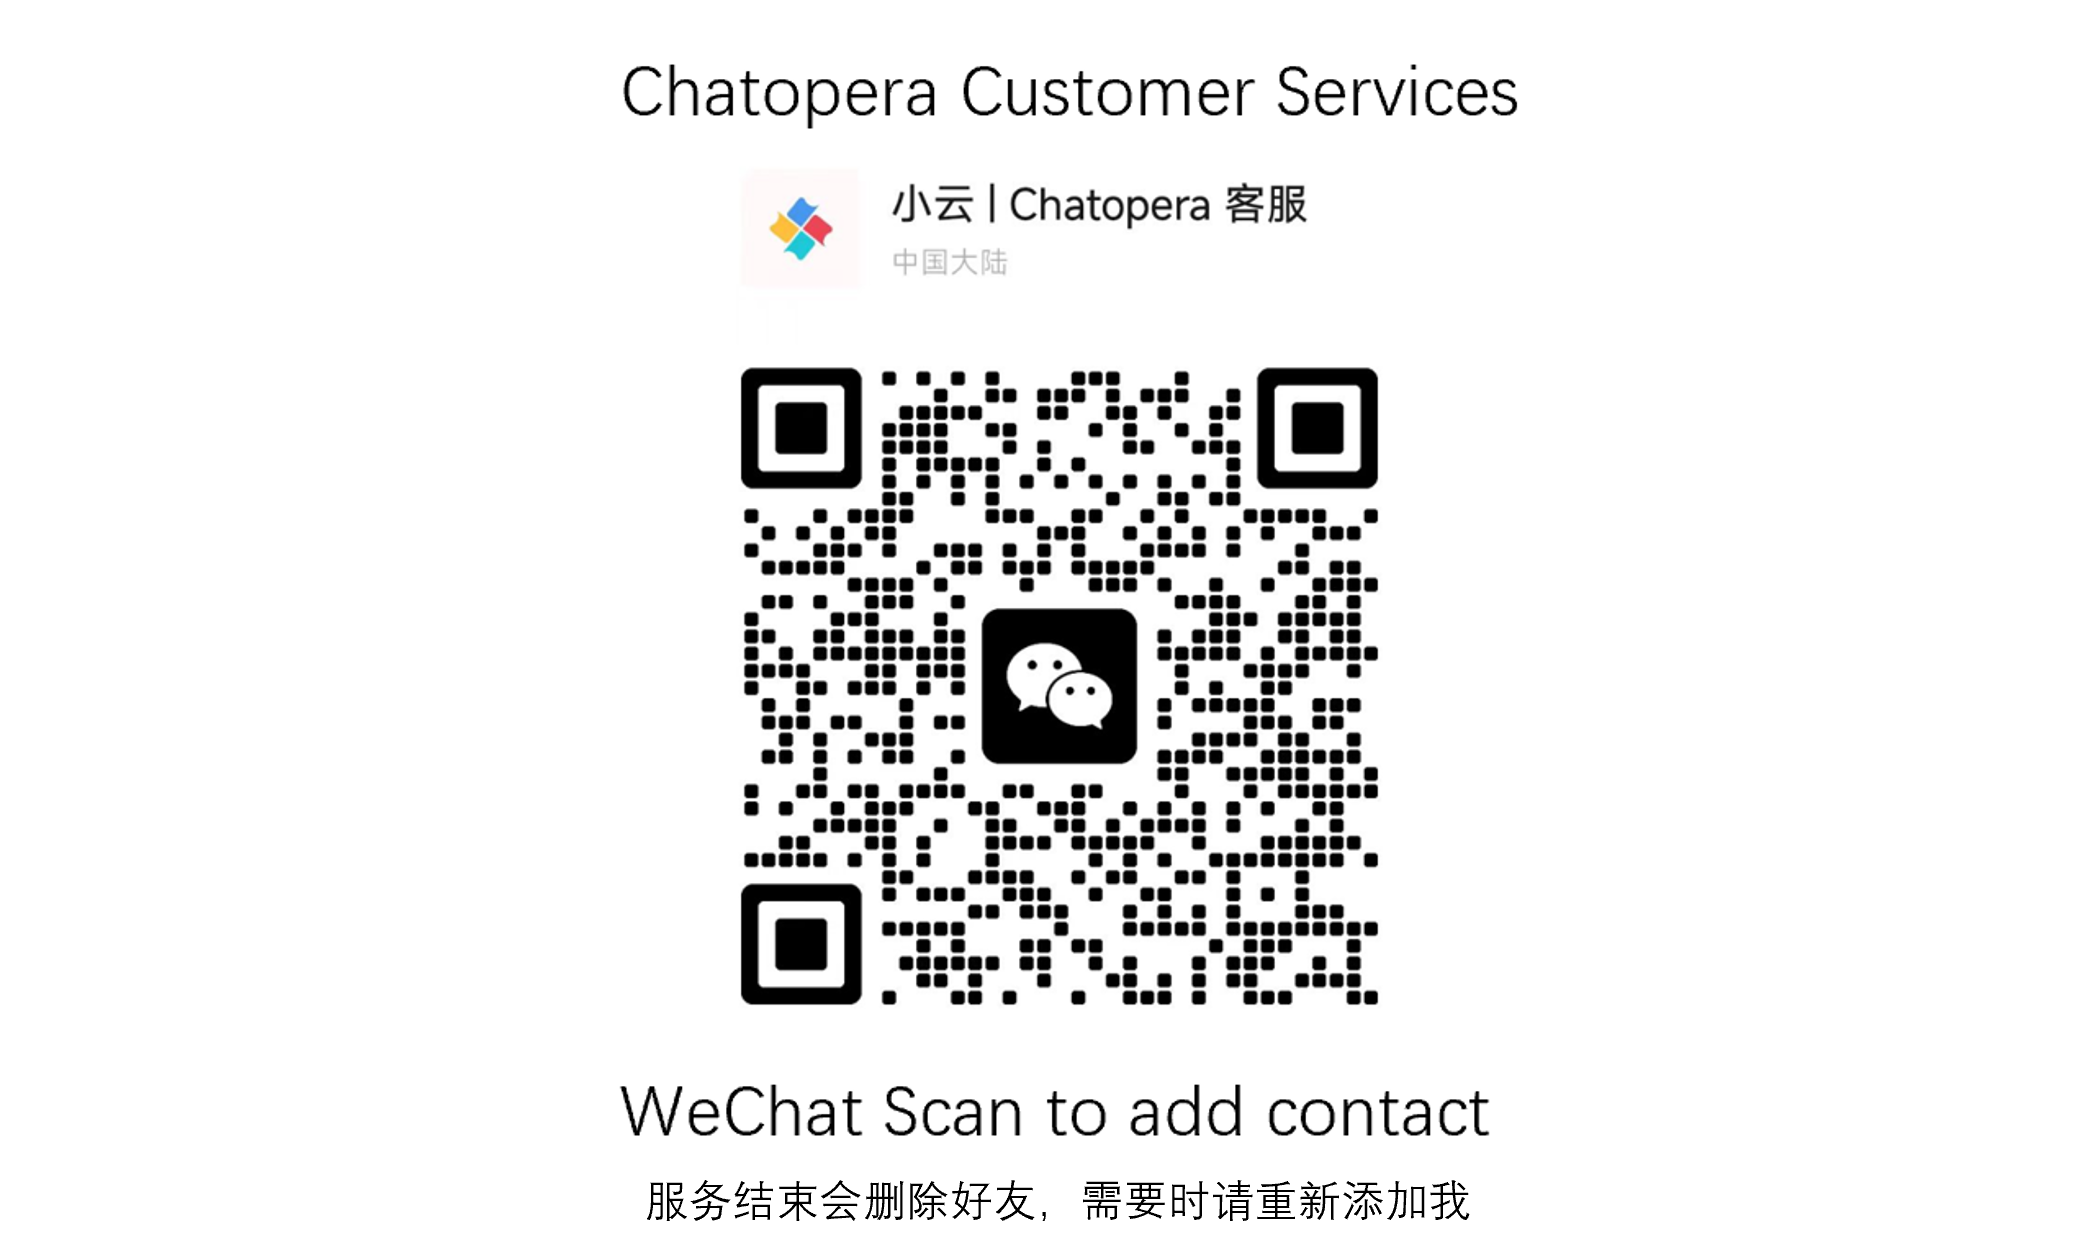 Chatopera Customer Services
小云 | Chatopera 客服
中国大陆
WeChat Scan to add contact
服务结束会删除好友，需要时请重新添加我